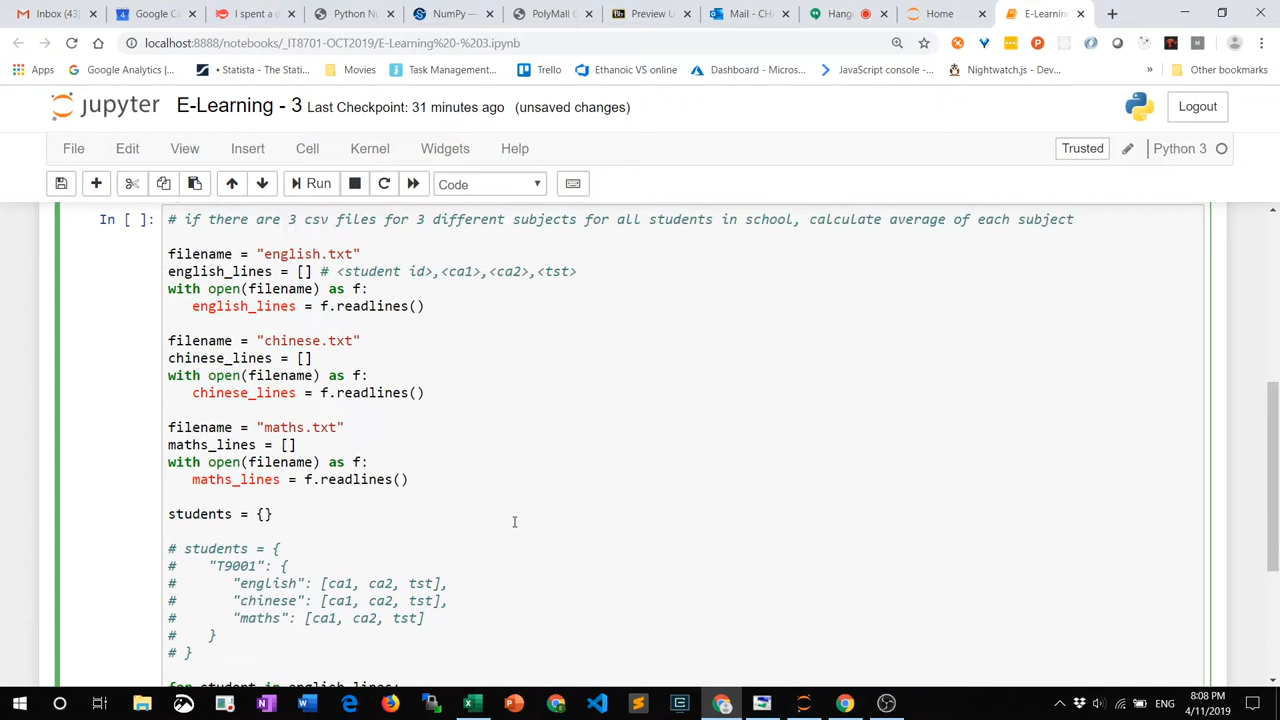 Inbox (43)
Google Ca
I spent a d
Python Nu
NumPy —
PolyMall C
Preview U
Mail - CH
Hang
Home
E-Learning
localhost:8888/notebooks/_IT8701-OCT2019/E-Learning%20-%203.ipynb
Apps
Google Analytics |...
Statista - The Stati...
Movies
Task Management...
Trello
Ethanoic VS online
Dashboard - Micros...
JavaScript console -...
Nightwatch.js - Dev...
»
Other bookmarks
jupyter E-Learning - 3 Last Checkpoint: 31 minutes ago (unsaved changes)
Logout
File Edit View Insert Cell Kernel Widgets Help
Trusted
Python 3
Run
Code
In [ ]:
# if there are 3 csv files for 3 different subjects for all students in school, calculate average of each subject
filename = "english.txt"
english_lines = [] # <student id>,<ca1>,<ca2>,<tst>
with open(filename) as f:
english_lines = f.readlines()
filename = "chinese.txt"
chinese_lines = []
with open(filename) as f:
chinese_lines = f.readlines()
filename = "maths.txt"
maths_lines = []
with open(filename) as f:
maths_lines = f.readlines()
students = {}
# students = {
# "T9001": {
# "english": [ca1, ca2, tst],
# "chinese": [ca1, ca2, tst],
# "maths": [ca1, ca2, tst]
# }
# }
for student in english_lines:
ENG
8:08 PM
4/11/2019